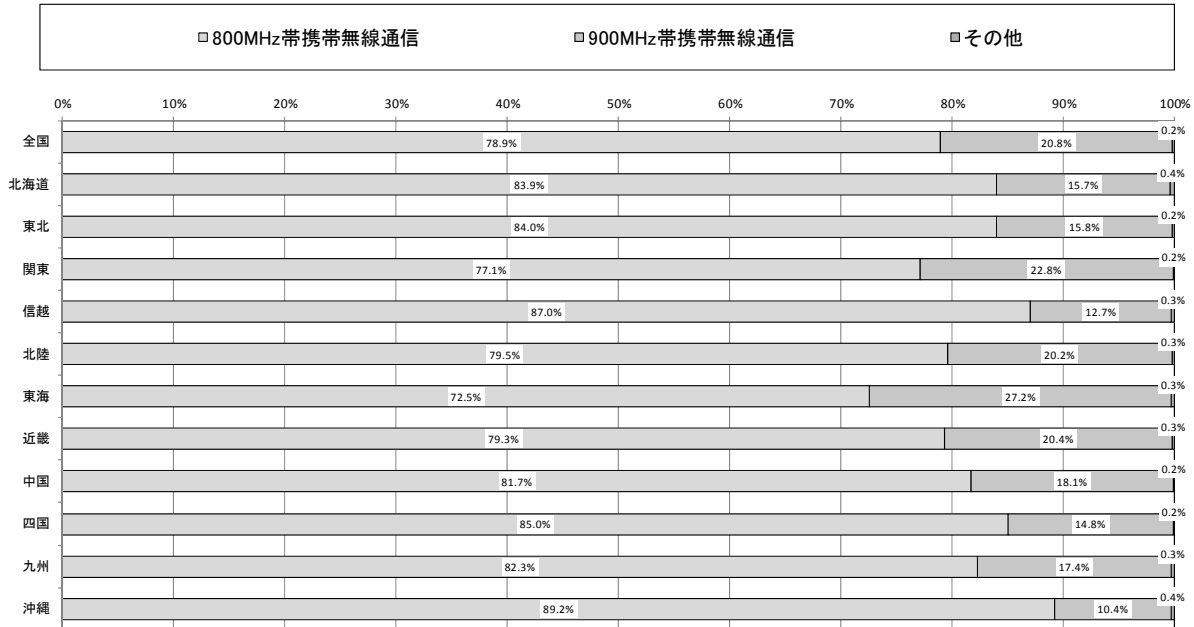 800MHz帯携帯無線通信 900MHz帯携帯無線通信 その他
0% 10% 20% 30% 40% 50% 60% 70% 80% 90% 100%
全国 78.9% 20.8% 0.2%
北海道 83.9% 15.7% 0.4%
東北 84.0% 15.8% 0.2%
関東 77.1% 22.8% 0.2%
信越 87.0% 12.7% 0.3%
北陸 79.5% 20.2% 0.3%
東海 72.5% 27.2% 0.3%
近畿 79.3% 20.4% 0.3%
中国 81.7% 18.1% 0.2%
四国 85.0% 14.8% 0.2%
九州 82.3% 17.4% 0.3%
沖縄 89.2% 10.4% 0.4%